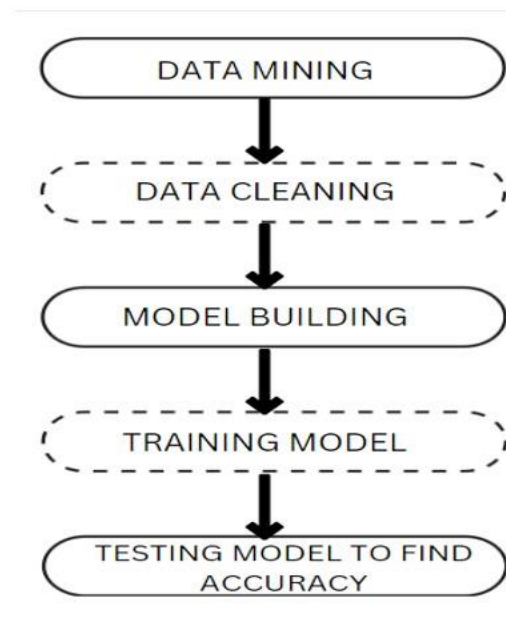 DATA MINING
DATA CLEANING
MODEL BUILDING
TRAINING MODEL
TESTING MODEL TO FIND
ACCURACY